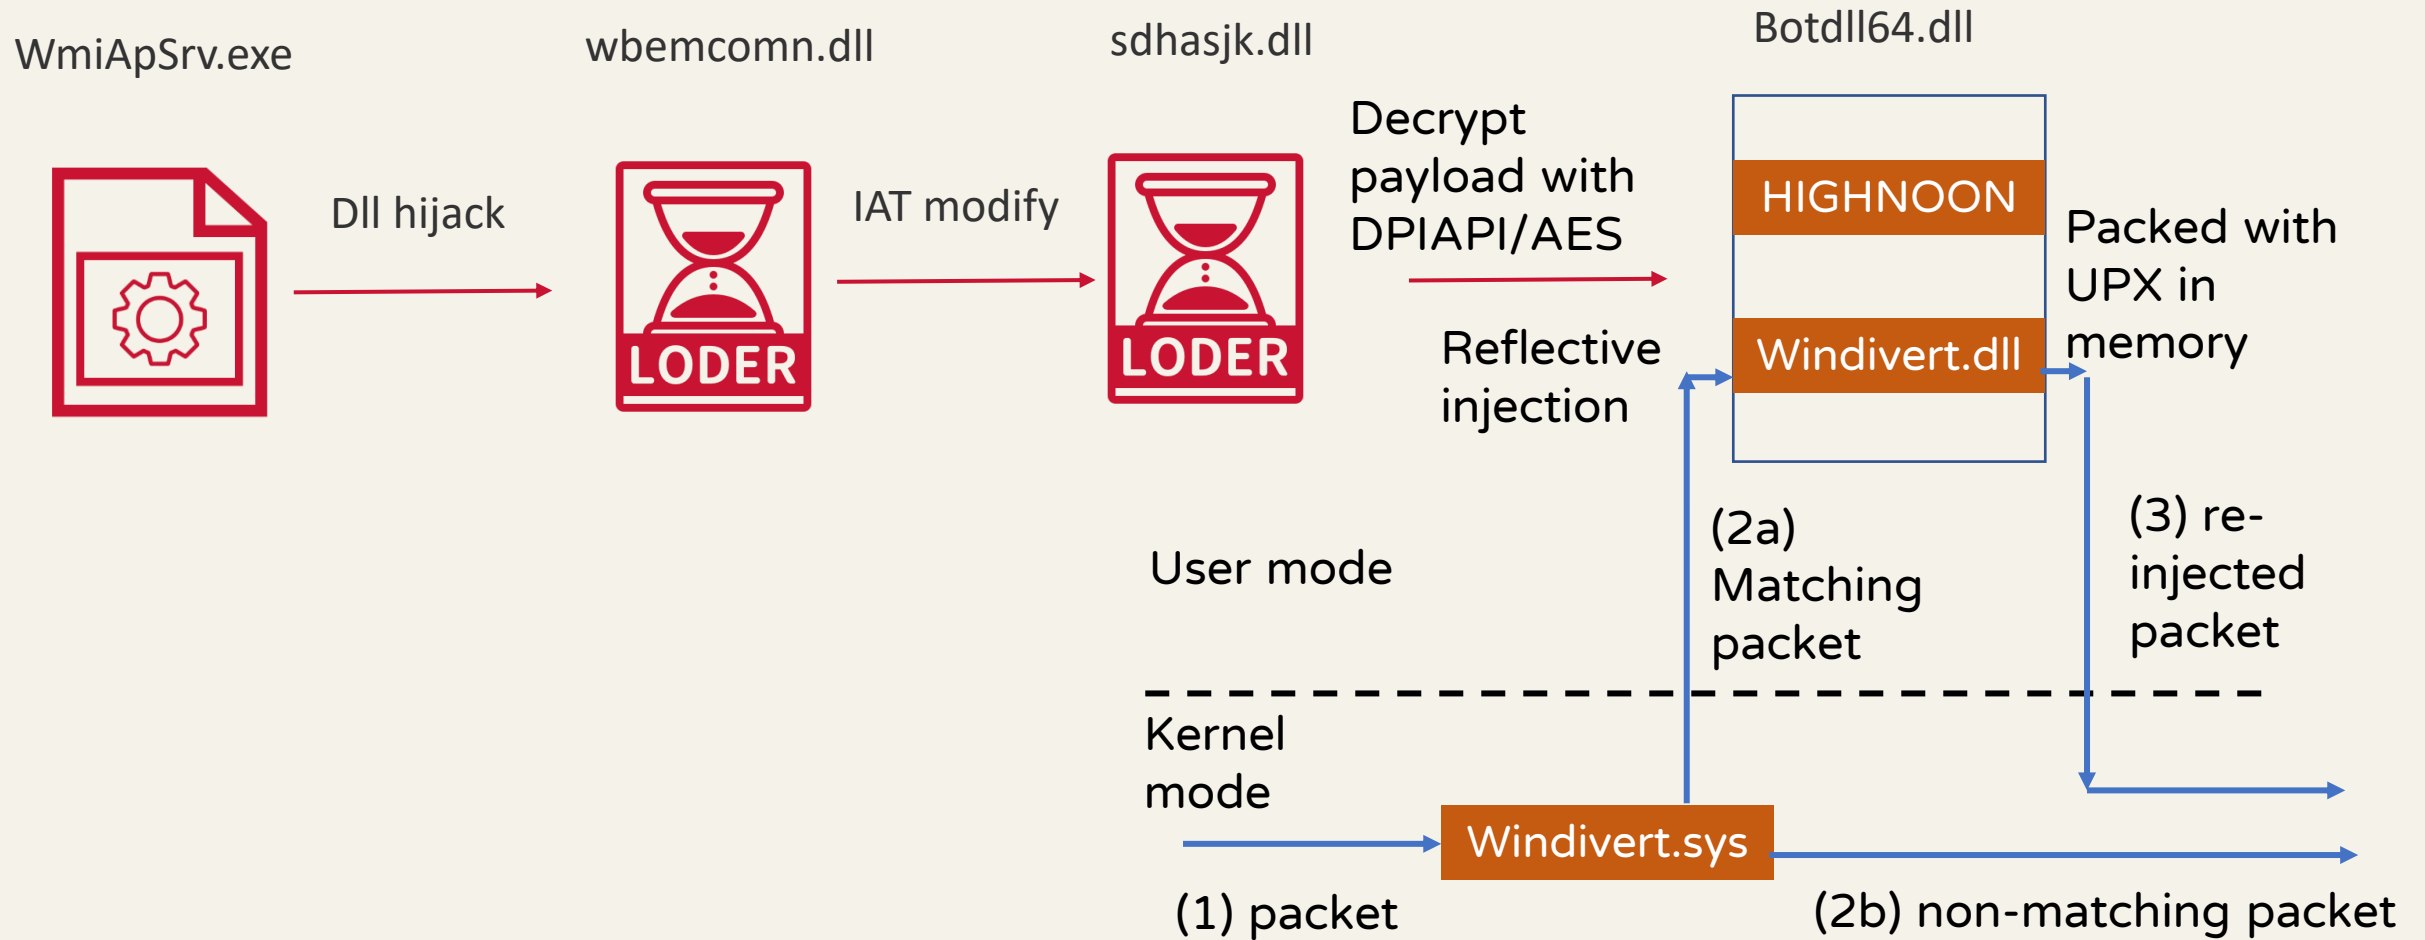 WmiApSrv.exe
wbemcomn.dll
sdhasjk.dll
Botdll64.dll
Dll hijack
IAT modify
LODER
LODER
Decrypt
payload with
DPIAPI/AES
Reflective
injection
HIGHNOON
Windivert.dll
Packed with
UPX in
memory
User mode
(2a)
Matching
packet
(3) re-
injected
packet
Kernel
mode
Windivert.sys
(1) packet
(2b) non-matching packet